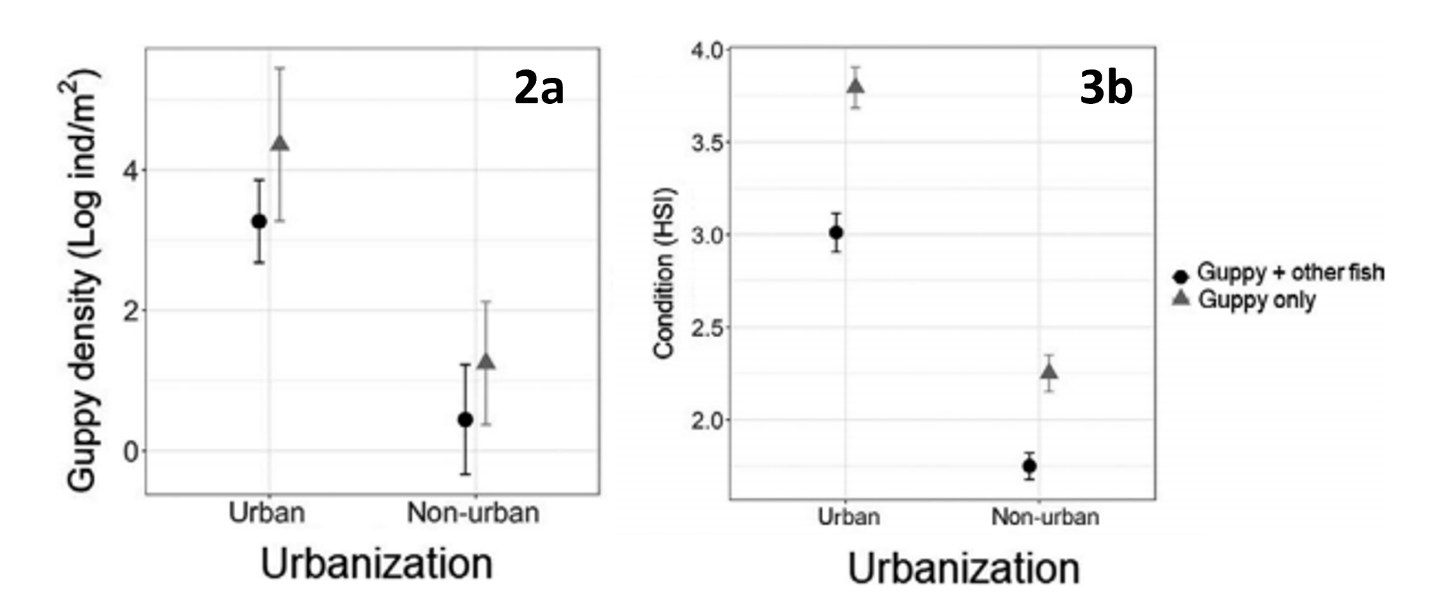 2a
Guppy density (Log ind/m²)
4
2
0
Urban
Non-urban
Urbanization
3b
Condition (HSI)
4.0
3.5
3.0
2.5
2.0
Urban
Non-urban
Urbanization
Guppy + other fish
Guppy only